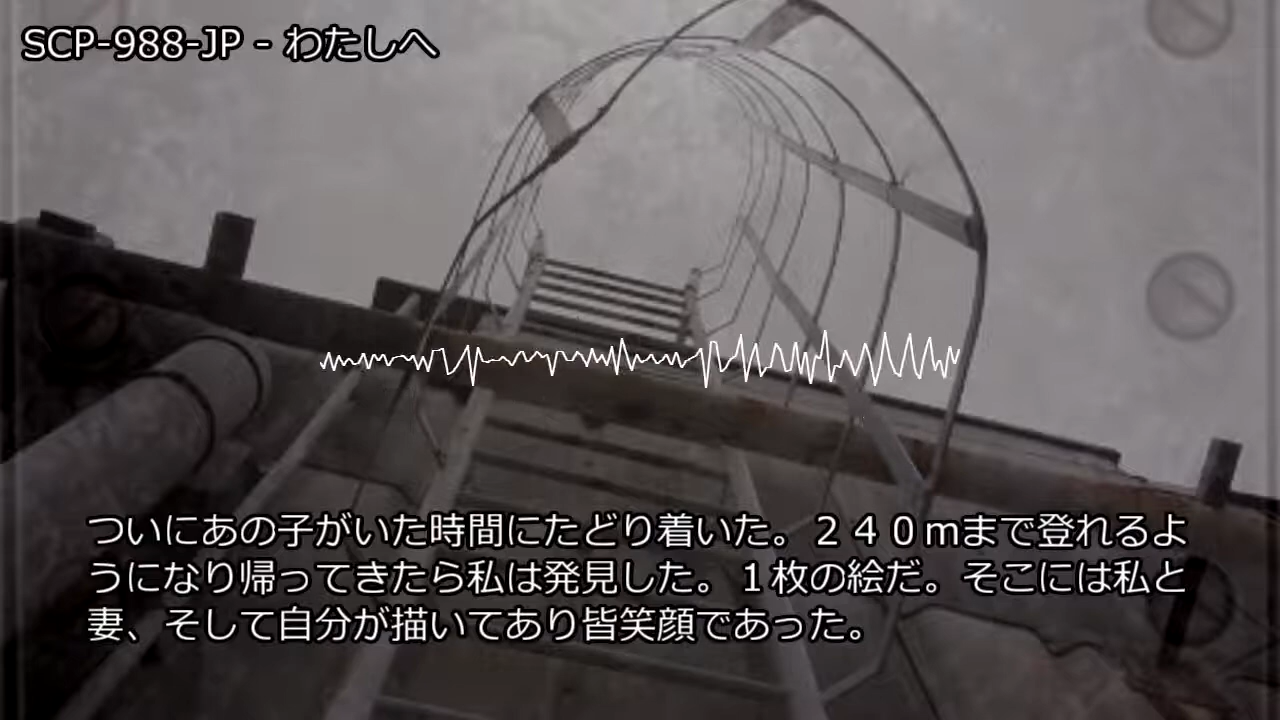 SCP-988-JP - わたしへ
ついにあの子がいた時間にたどり着いた。２４０ｍまで登れるよ
うになり帰ってきたら私は発見した。１枚の絵だ。そこには私と
妻、そして自分が描いてあり皆笑顔であった。